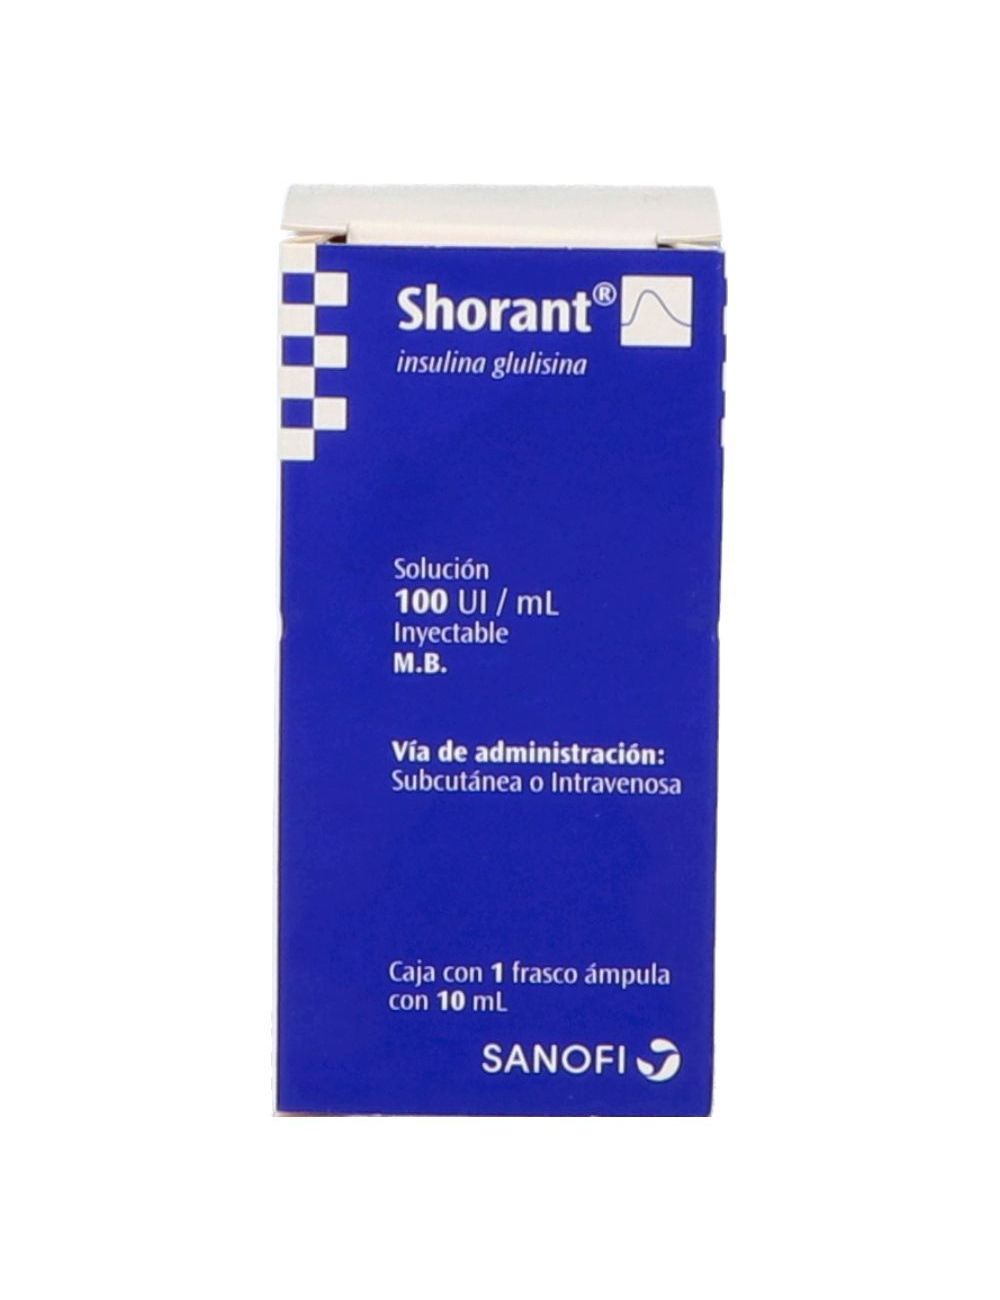 Shorant®
insulina glulisina
Solución
100 UI / mL
Inyectable
M.B.
Vía de administración:
Subcutánea o Intravenosa
Caja con 1 frasco ámpula
con 10 mL
SANOFI